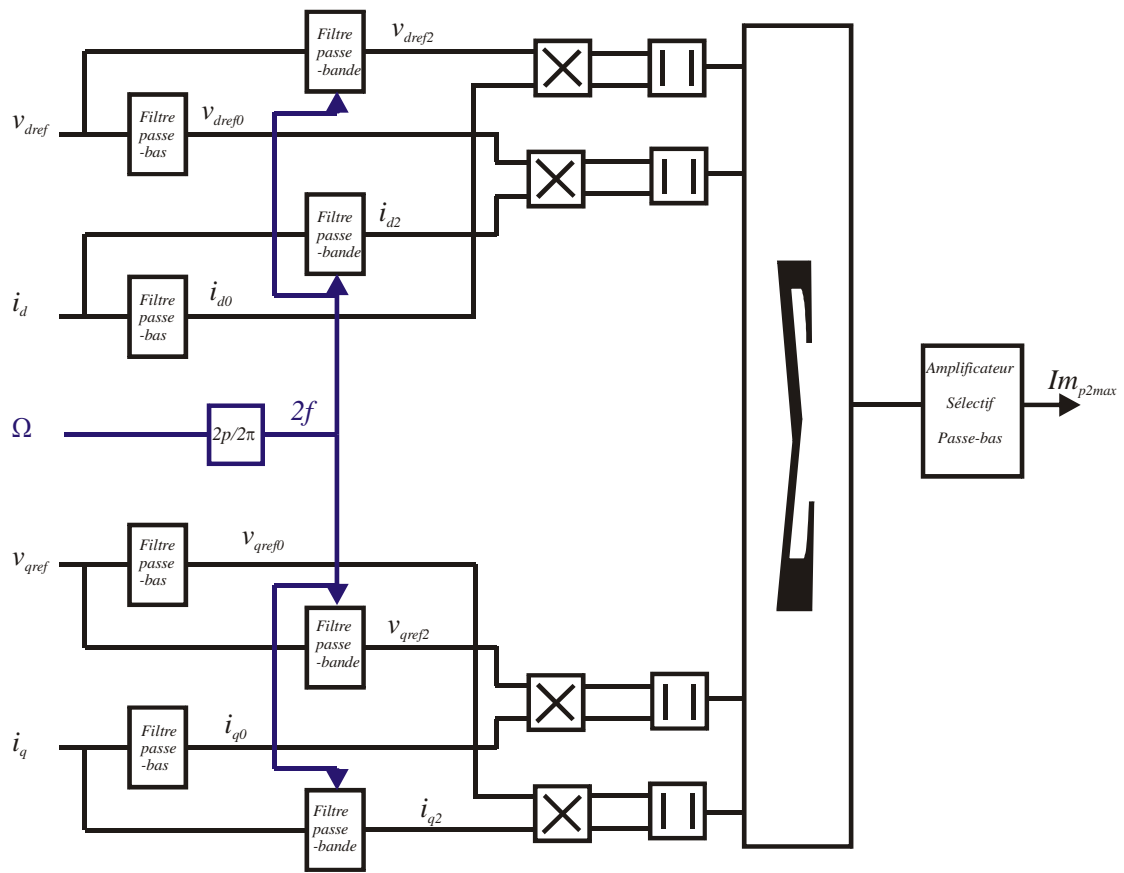 Filtre
passe
-bande
v_dref2
v_dref
Filtre
passe
-bas
v_dref0
Filtre
passe
-bande
i_d2
i_d
Filtre
passe
-bas
i_d0
Ω
2p/2π
2f
Amplificateur
Sélectif
Passe-bas
Im_p2max
Σ
v_qref
Filtre
passe
-bas
v_qref0
Filtre
passe
-bande
v_qref2
i_q
Filtre
passe
-bas
i_q0
Filtre
passe
-bande
i_q2